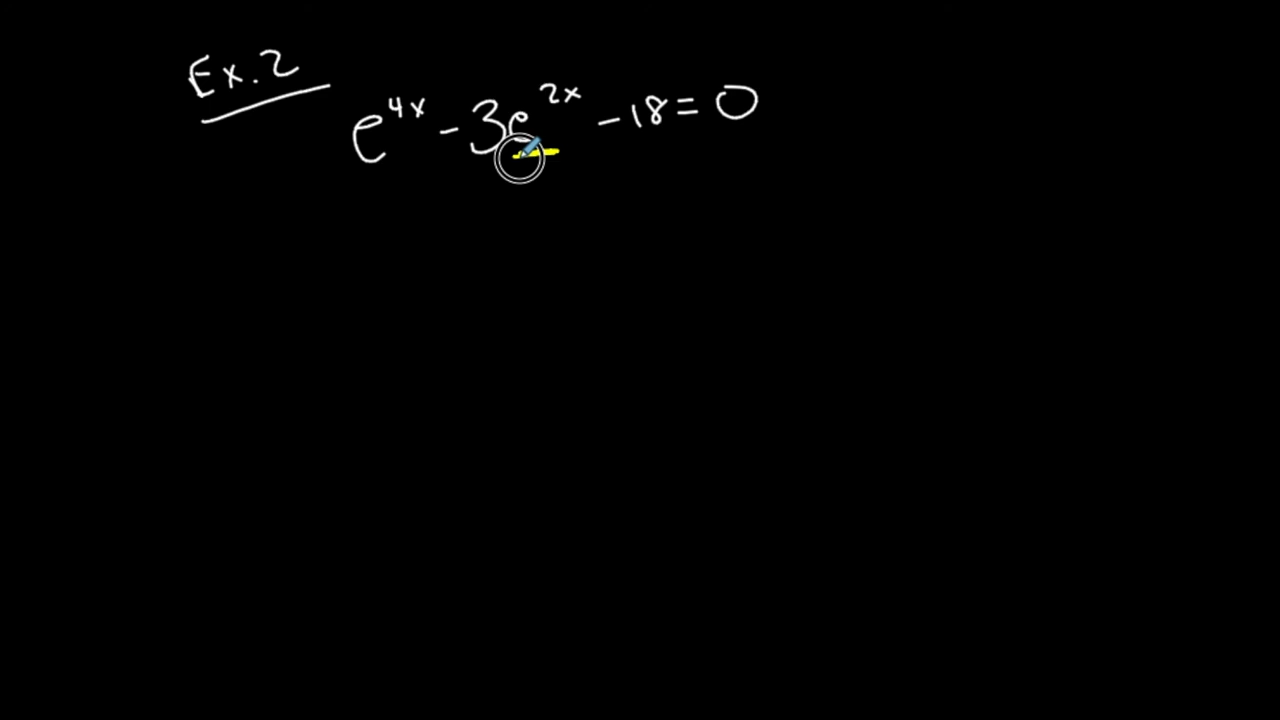 Ex. 2
e^{4x} - 3e^{2x} - 18 = 0